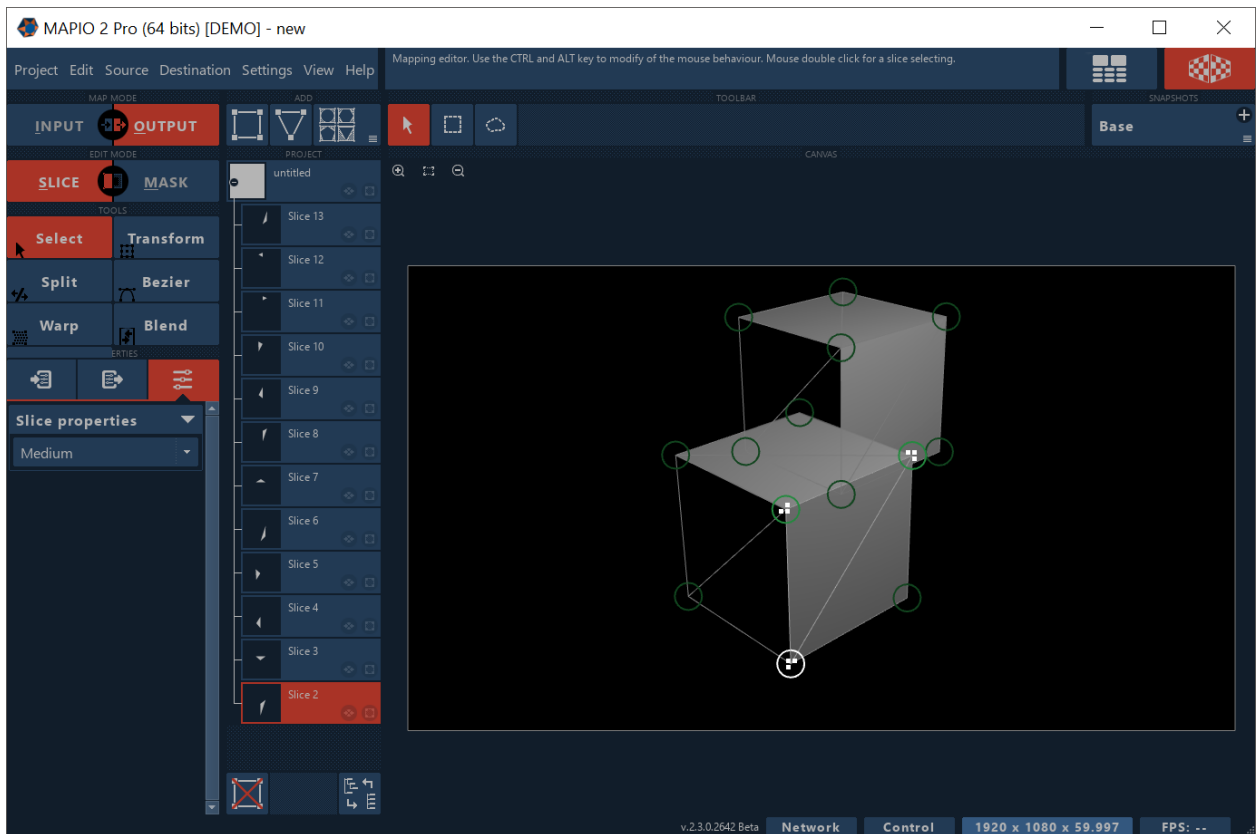 MAPIO 2 Pro (64 bits) [DEMO] - new
Project Edit Source Destination Settings View Help
Mapping editor. Use the CTRL and ALT key to modify of the mouse behaviour. Mouse double click for a slice selecting.
MAP MODE
ADD
TOOLBAR
SNAPSHOTS
INPUT
OUTPUT
Base
EDIT MODE
PROJECT
CANVAS
SLICE
MASK
untitled
TOOLS
Select
Transform
Split
Bezier
Warp
Blend
ERTIES
Slice properties
Medium
Slice 13
Slice 12
Slice 11
Slice 10
Slice 9
Slice 8
Slice 7
Slice 6
Slice 5
Slice 4
Slice 3
Slice 2
v.2.3.0.2642 Beta
Network
Control
1920 x 1080 x 59.997
FPS: --